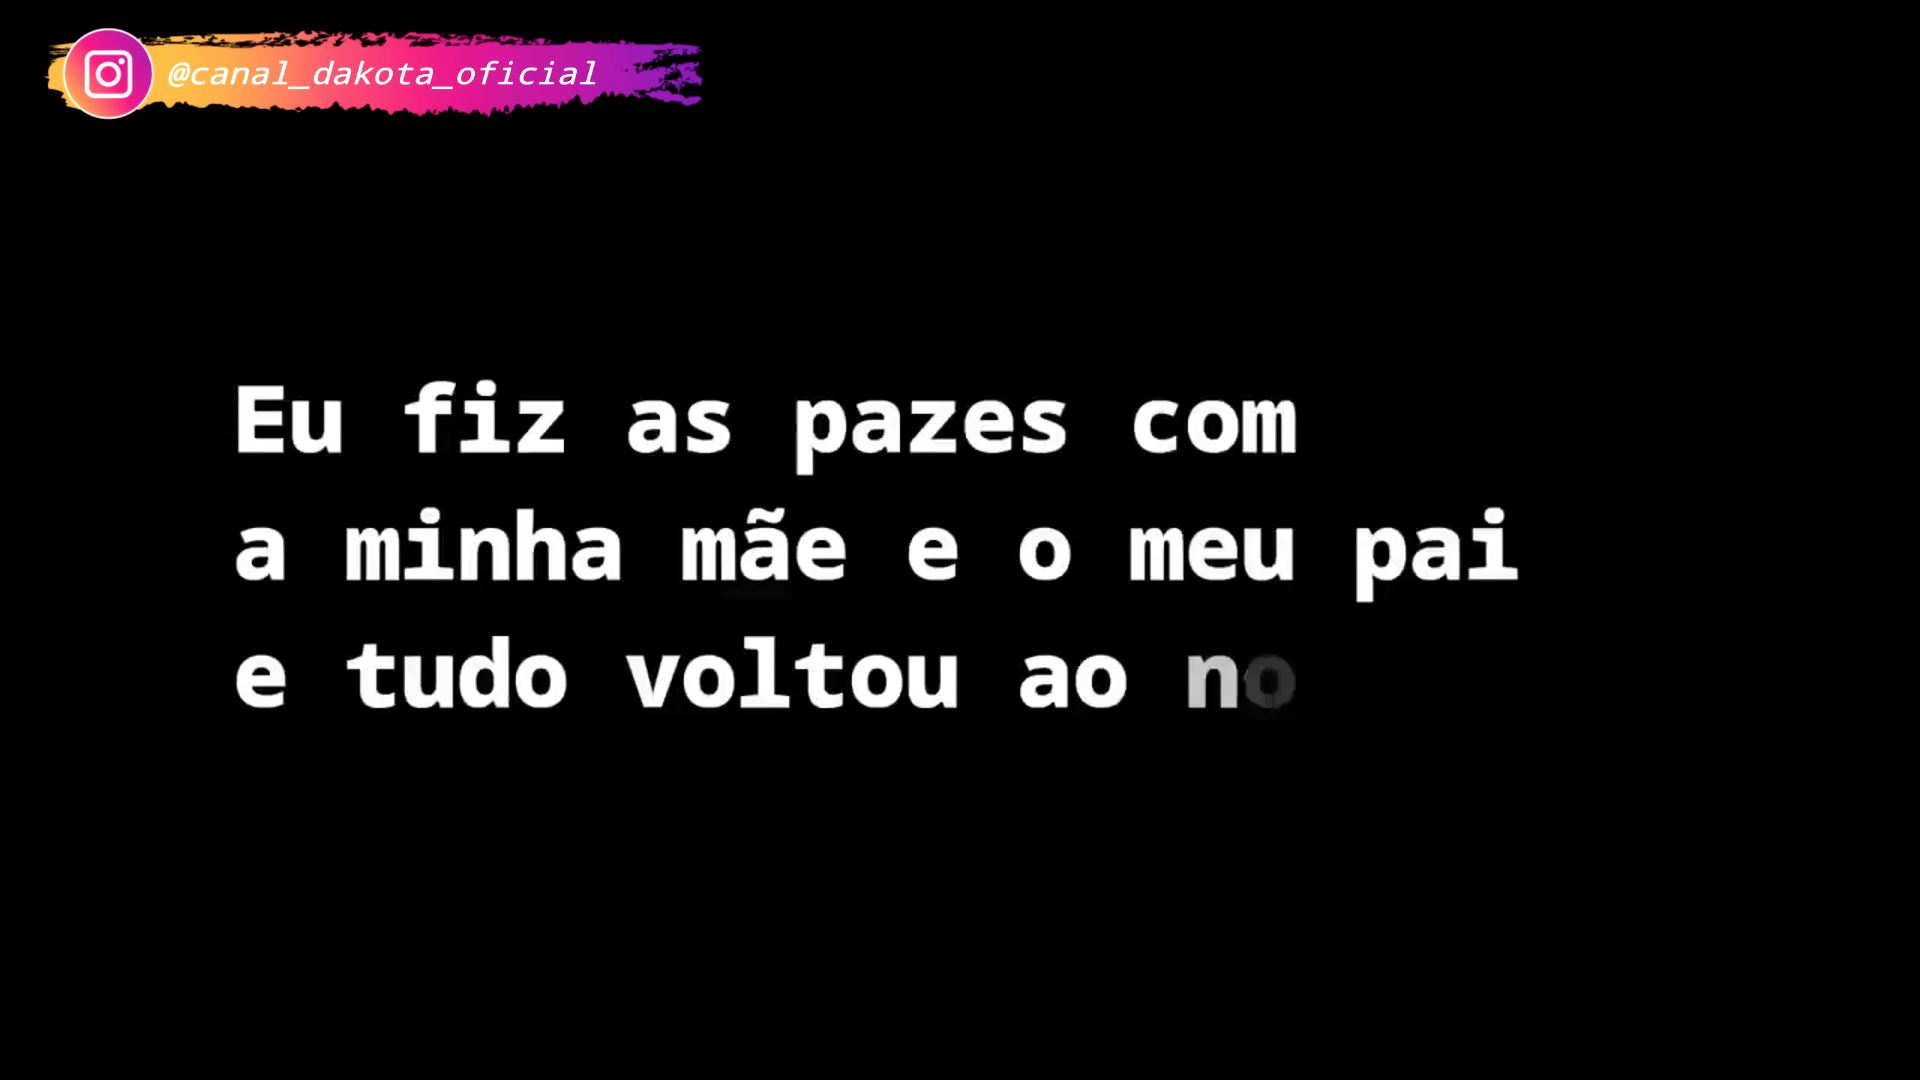 @canal_dakota_oficial
Eu fiz as pazes com
a minha mãe e o meu pai
e tudo voltou ao no